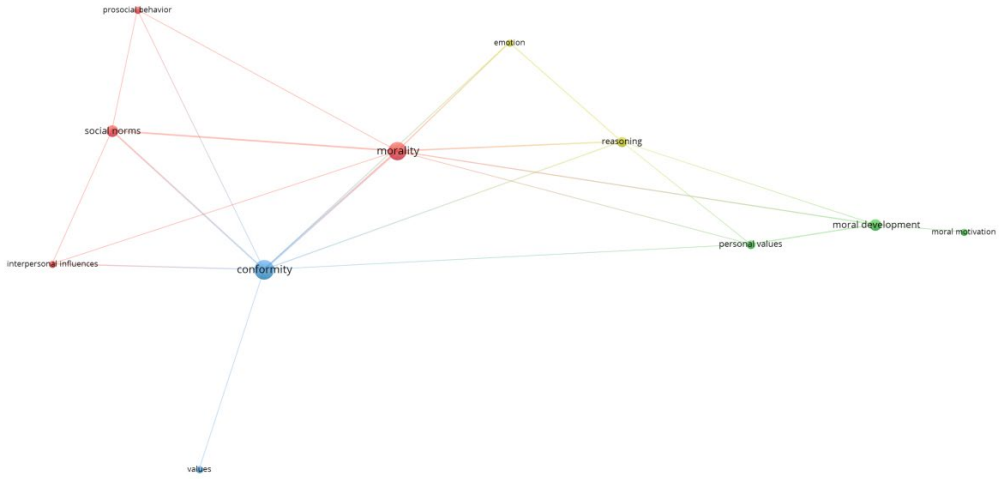 prosocial behavior
emotion
social norms
reasoning
morality
moral development
moral motivation
personal values
interpersonal influences
conformity
values